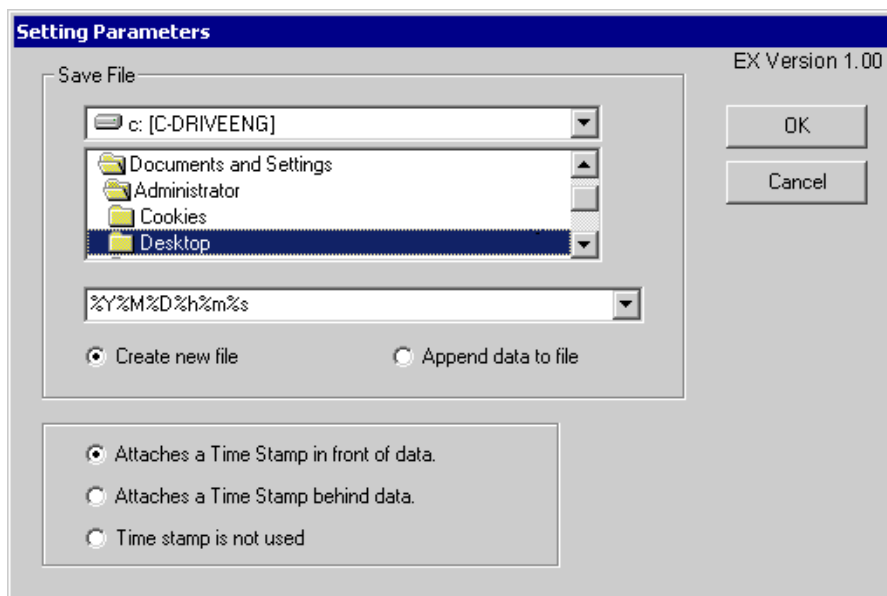 Setting Parameters
EX Version 1.00
Save File
c: [C-DRIVEENG]
OK
Documents and Settings
Administrator
Cancel
Cookies
Desktop
%Y%M%D%h%m%s
Create new file
Append data to file
Attaches a Time Stamp in front of data.
Attaches a Time Stamp behind data.
Time stamp is not used